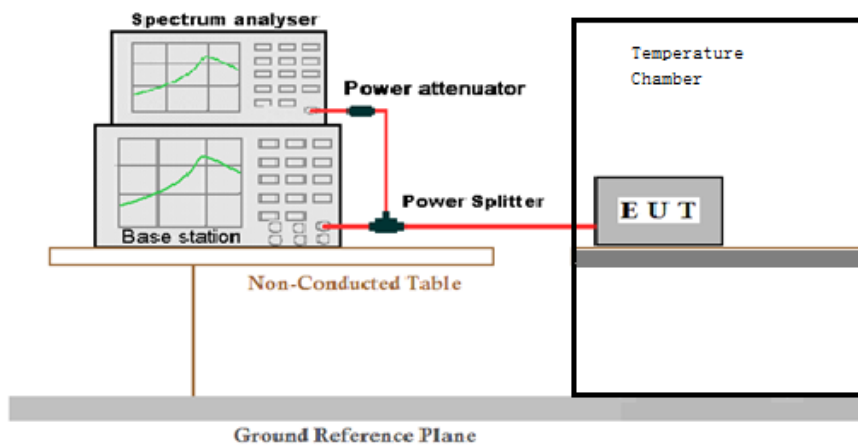 Spectrum analyser
Temperature
Chamber
Power attenuator
Power Splitter
E U T
Base station
Non-Conducted Table
Ground Reference Plane